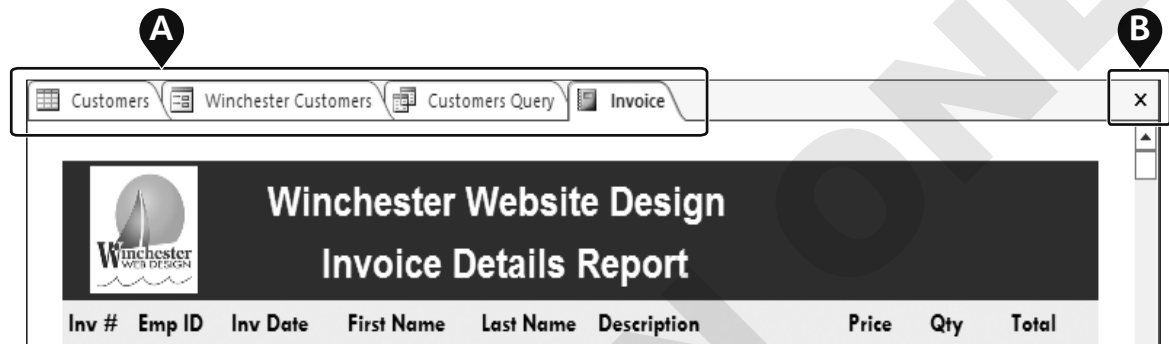 A
B
Customers Winchester Customers Customers Query Invoice x
Winchester Website Design
Winchester
WEB DESIGN
Invoice Details Report
Inv # Emp ID Inv Date First Name Last Name Description Price Qty Total